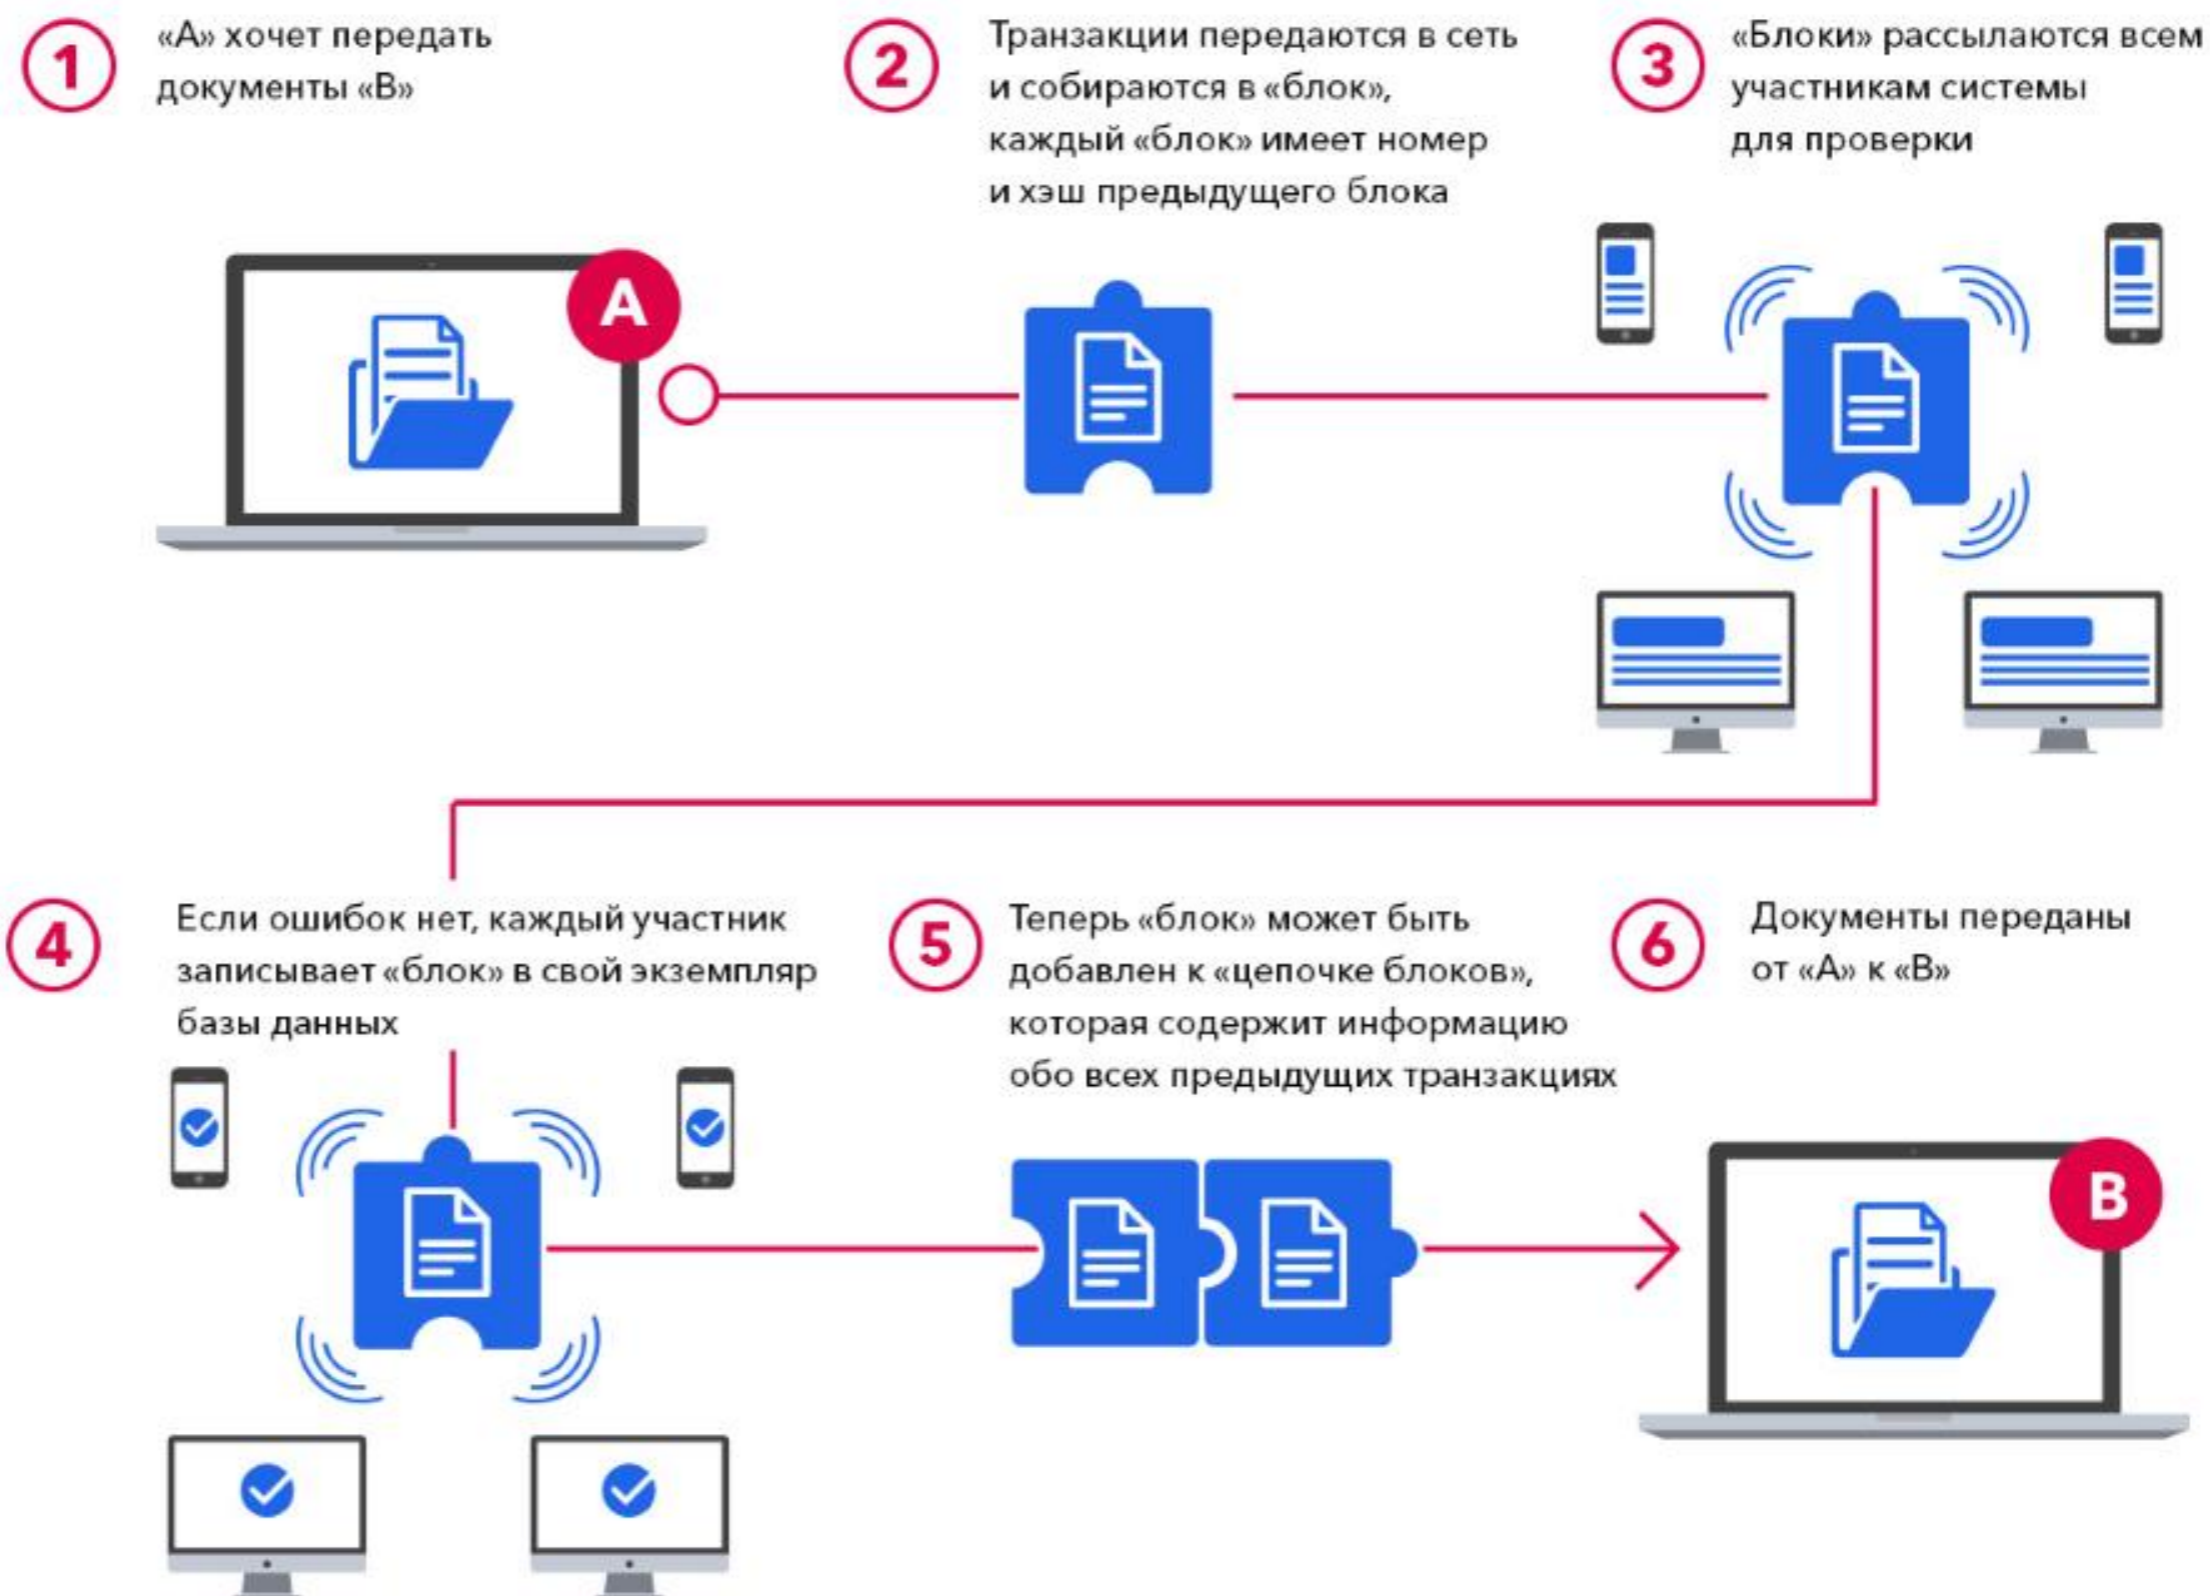 1
«А» хочет передать
документы «В»
2
Транзакции передаются в сеть
и собираются в «блок»,
каждый «блок» имеет номер
и хэш предыдущего блока
3
«Блоки» рассылаются всем
участникам системы
для проверки
А
4
Если ошибок нет, каждый участник
записывает «блок» в свой экземпляр
базы данных
5
Теперь «блок» может быть
добавлен к «цепочке блоков»,
которая содержит информацию
обо всех предыдущих транзакциях
6
Документы переданы
от «А» к «В»
В